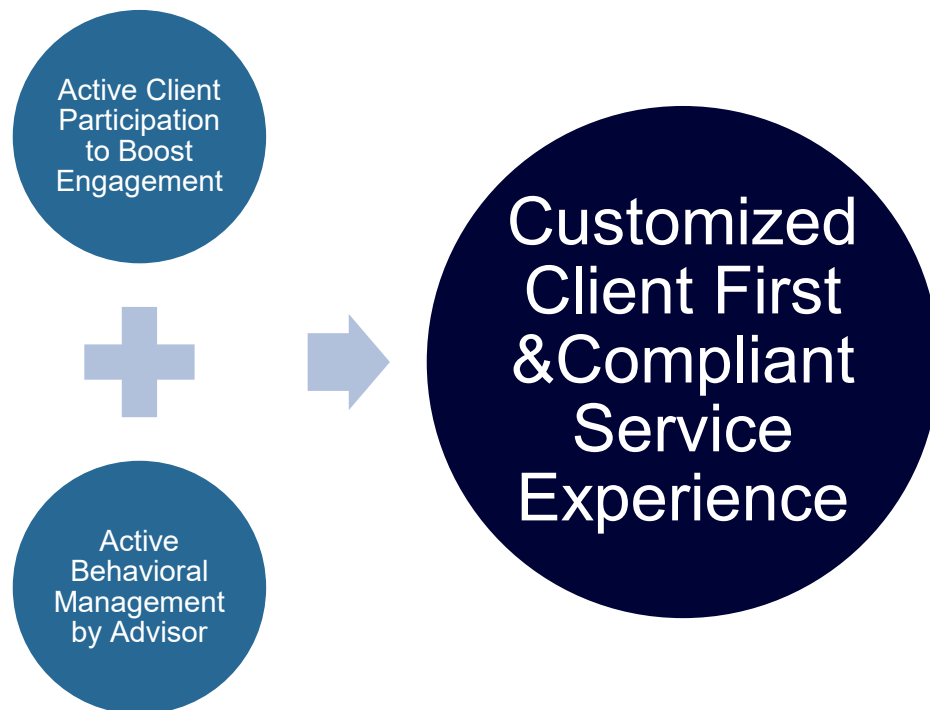 Active Client
Participation
to Boost
Engagement
Active
Behavioral
Management
by Advisor
Customized
Client First
&Compliant
Service
Experience